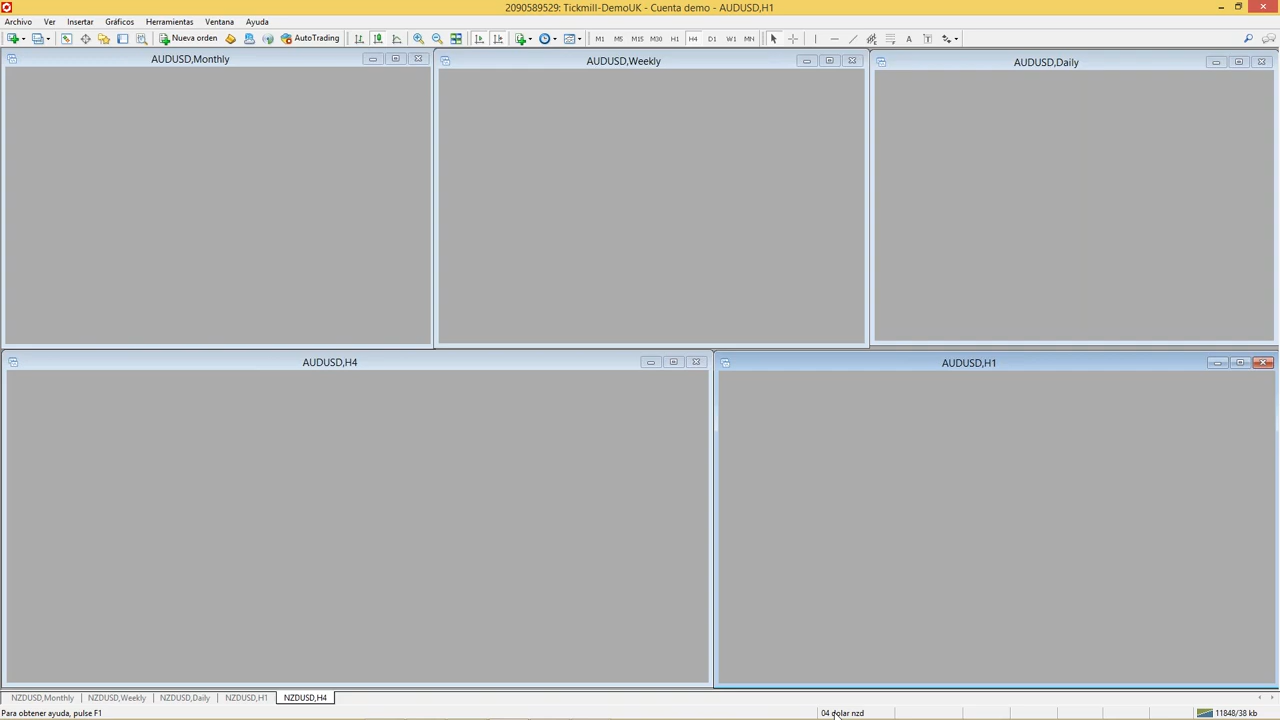 2090589529: Tickmill-DemoUK - Cuenta demo - AUDUSD,H1
Archivo Ver Insertar Gráficos Herramientas Ventana Ayuda
Nueva orden AutoTrading M1 M5 M15 M30 H1 H4 D1 W1 MN A T
AUDUSD,Monthly AUDUSD,Weekly AUDUSD,Daily
AUDUSD,H4 AUDUSD,H1
NZDUSD,Monthly NZDUSD,Weekly NZDUSD,Daily NZDUSD,H1 NZDUSD,H4
Para obtener ayuda, pulse F1 04 dolar nzd 11848/38 kb